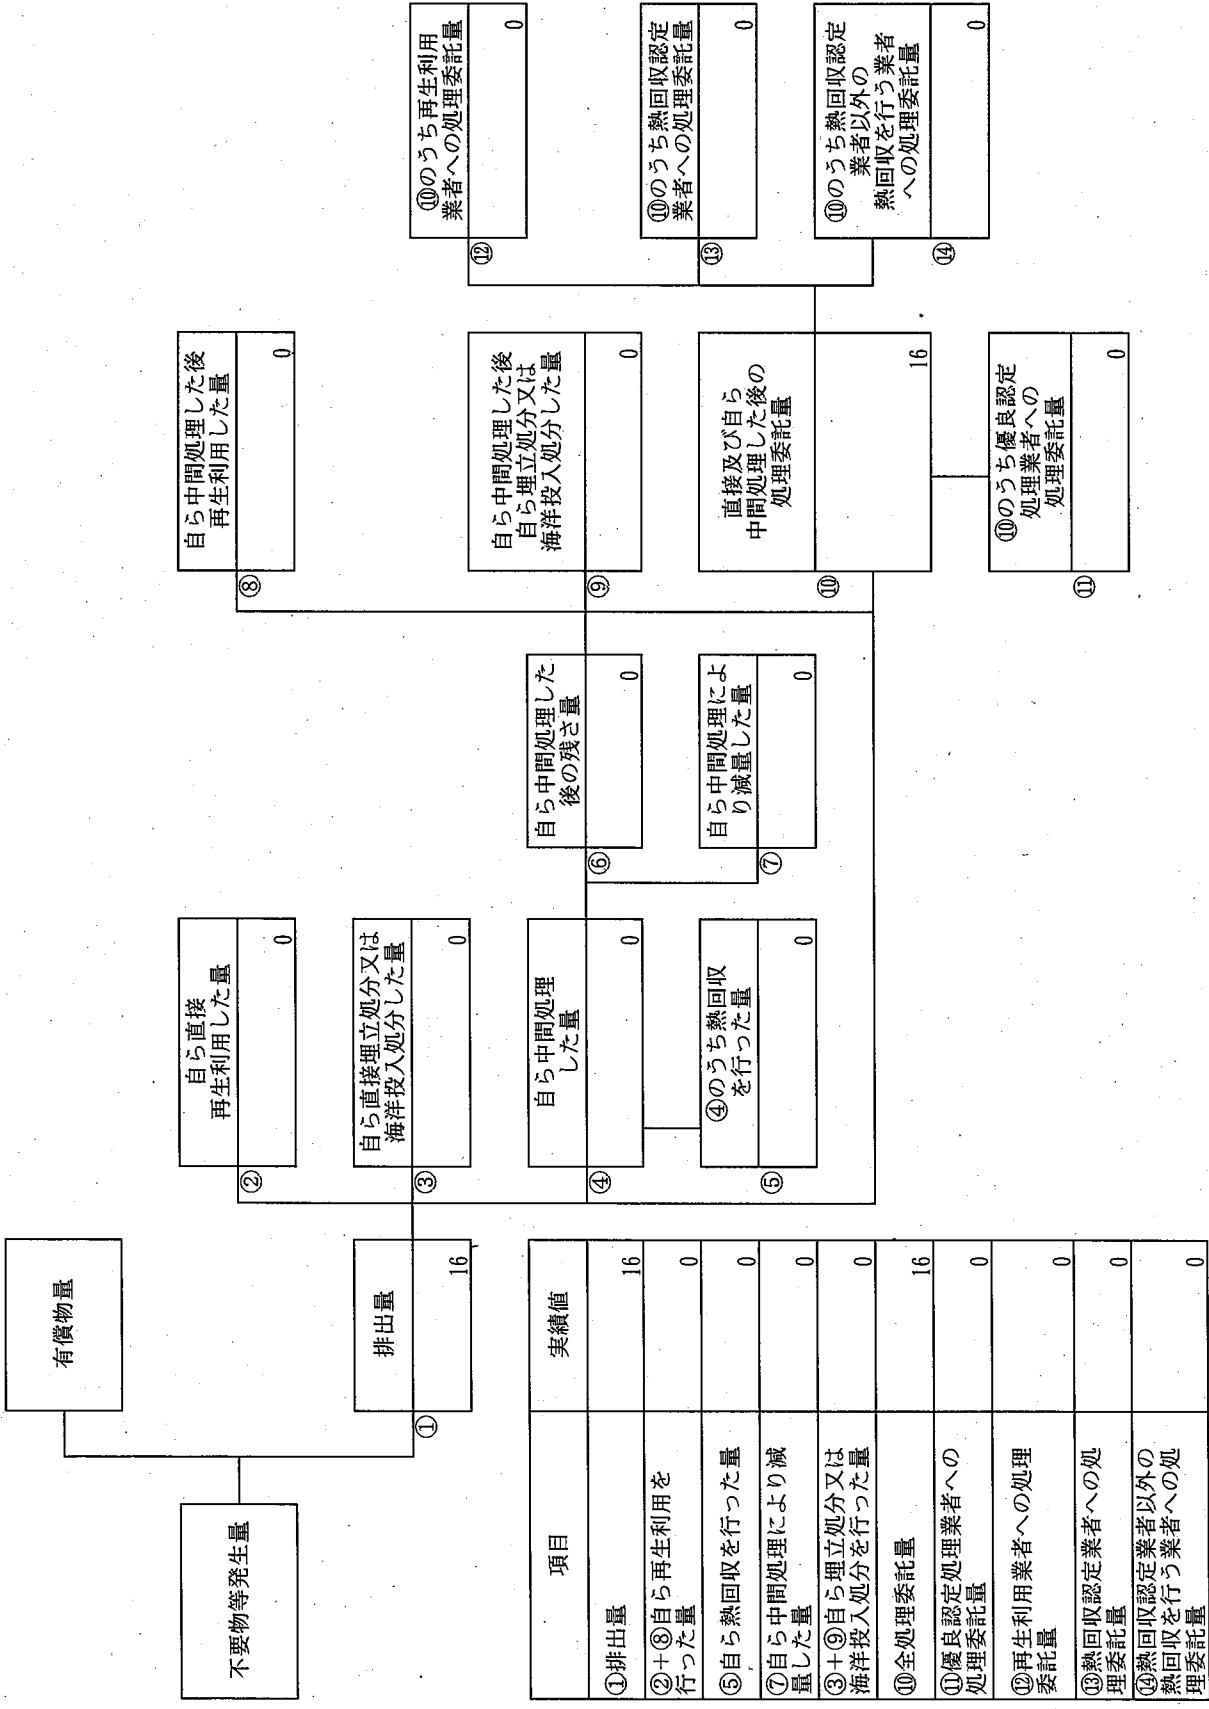 不要物等発生量
有償物量
①
排出量
16
②
自ら直接
再生利用した量
0
③
自ら直接埋立処分又は
海洋投入処分した量
0
④
自ら中間処理
した量
0
⑤
④のうち熱回収
を行った量
0
⑥
自ら中間処理した
後の残さ量
0
⑦
自ら中間処理によ
り減量した量
0
⑧
自ら中間処理した後
再生利用した量
0
⑨
自ら中間処理した後
自ら埋立処分又は
海洋投入処分した量
0
⑩
直接及び自ら
中間処理した後の
処理委託量
16
⑪
⑩のうち優良認定
処理業者への
処理委託量
0
⑫
⑩のうち再生利用
業者への処理委託量
0
⑬
⑩のうち熱回収認定
業者への処理委託量
0
⑭
⑩のうち熱回収認定
業者以外の
熱回収を行う業者
への処理委託量
0
項目 実績値
①排出量 16
②+⑧自ら再生利用を
行った量 0
⑤自ら熱回収を行った量 0
⑦自ら中間処理により減
量した量 0
③+⑨自ら埋立処分又は
海洋投入処分を行った量 0
⑩全処理委託量 16
⑪優良認定処理業者への
処理委託量 0
⑫再生利用業者への処理
委託量 0
⑬熱回収認定業者への処
理委託量 0
⑭熱回収認定業者以外の
熱回収を行う業者への処
理委託量 0